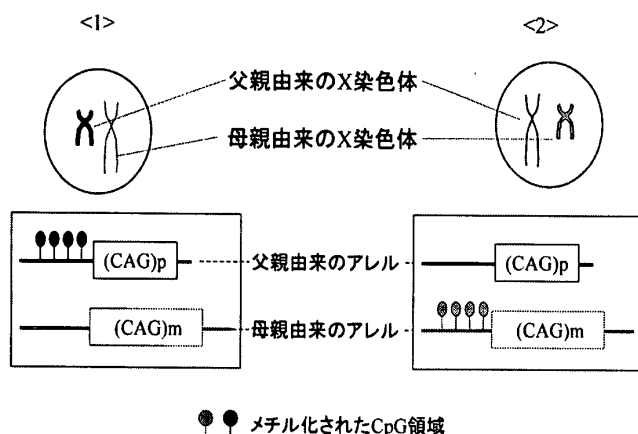 <1> <2>
父親由来のX染色体
母親由来のX染色体
(CAG)p 父親由来のアレル (CAG)p
(CAG)m 母親由来のアレル (CAG)m
メチル化されたCpG領域